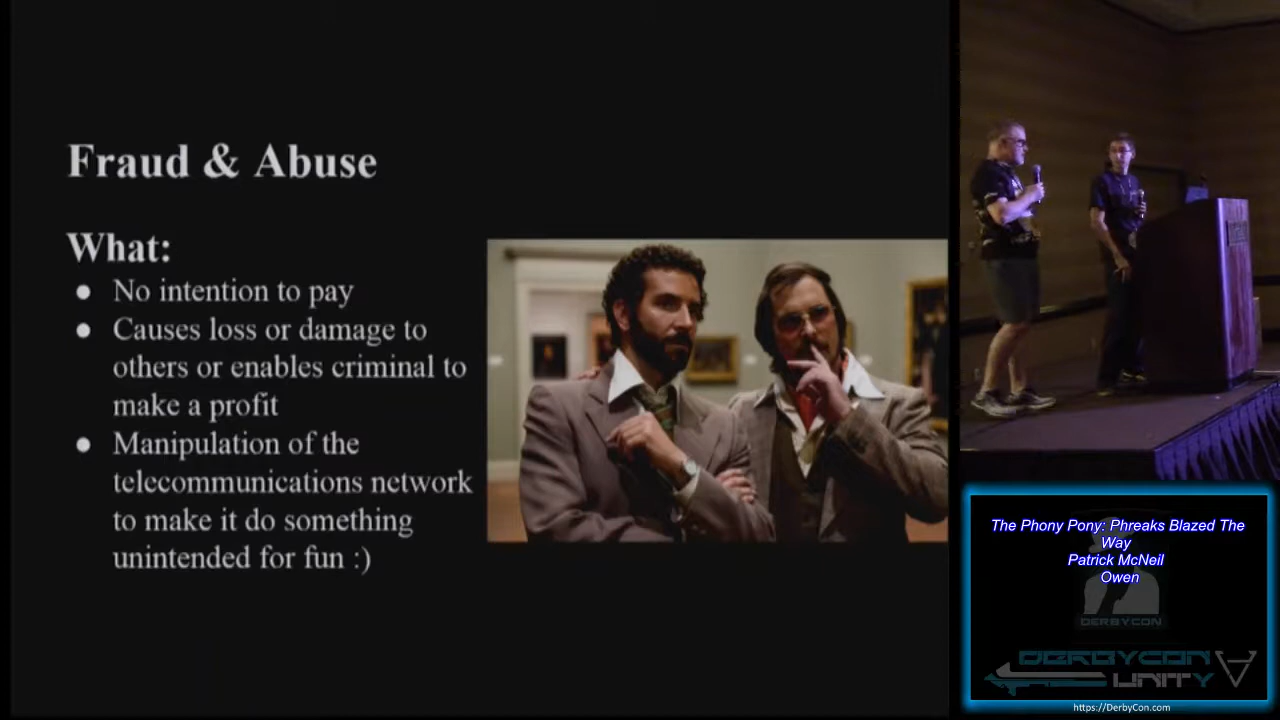 Fraud & Abuse
What:
● No intention to pay
● Causes loss or damage to
others or enables criminal to
make a profit
● Manipulation of the
telecommunications network
to make it do something
unintended for fun :)
The Phony Pony: Phreaks Blazed The
Way
Patrick McNeil
Owen
DERBYCON
DERBYCON
UNITY
https://DerbyCon.com